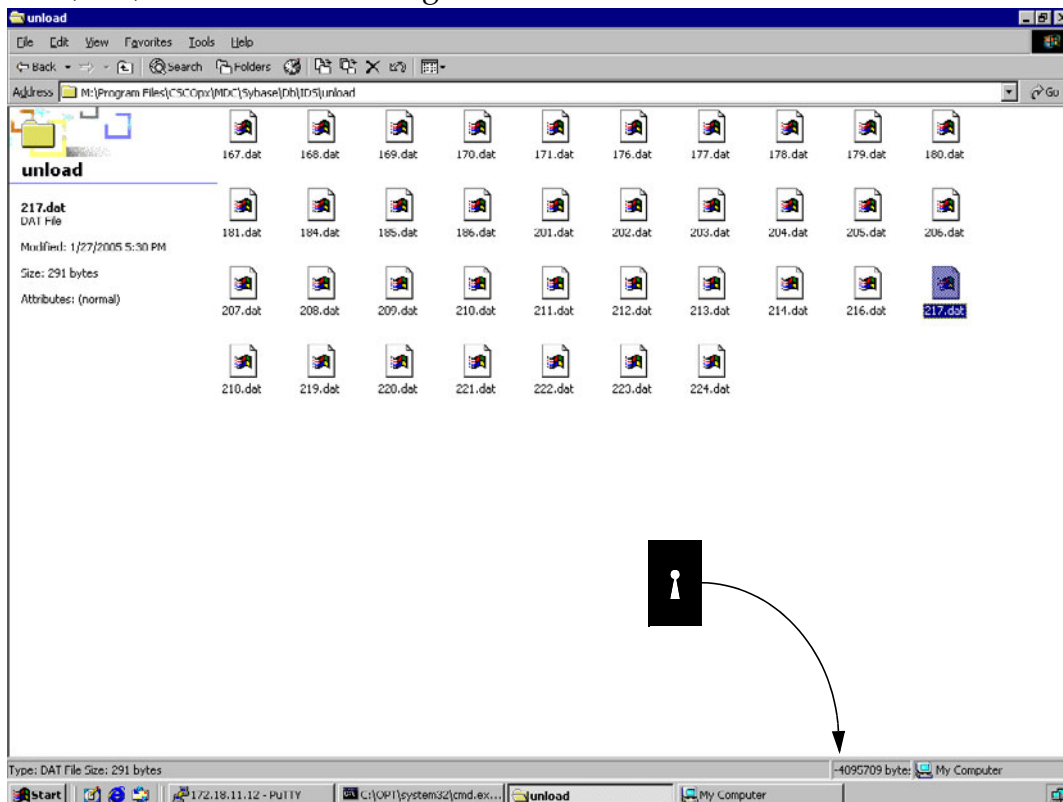 unload
File Edit View Favorites Tools Help
Back Search Folders
Address M:\Program Files\CSCOpx\MDC\Sybase\Db\IDS\unload Go
167.dat 168.dat 169.dat 170.dat 171.dat 176.dat 177.dat 178.dat 179.dat 180.dat
unload
217.dat
DAT File
Modified: 1/27/2005 5:30 PM
Size: 291 bytes
Attributes: (normal)
181.dat 184.dat 185.dat 186.dat 201.dat 202.dat 203.dat 204.dat 205.dat 206.dat
207.dat 208.dat 209.dat 210.dat 211.dat 212.dat 213.dat 214.dat 216.dat 217.dat
210.dat 219.dat 220.dat 221.dat 222.dat 223.dat 224.dat
Type: DAT File Size: 291 bytes -4095709 byte: My Computer
Start 172.18.11.12 - PuTTY C:\OPT\system32\cmd.ex... unload My Computer